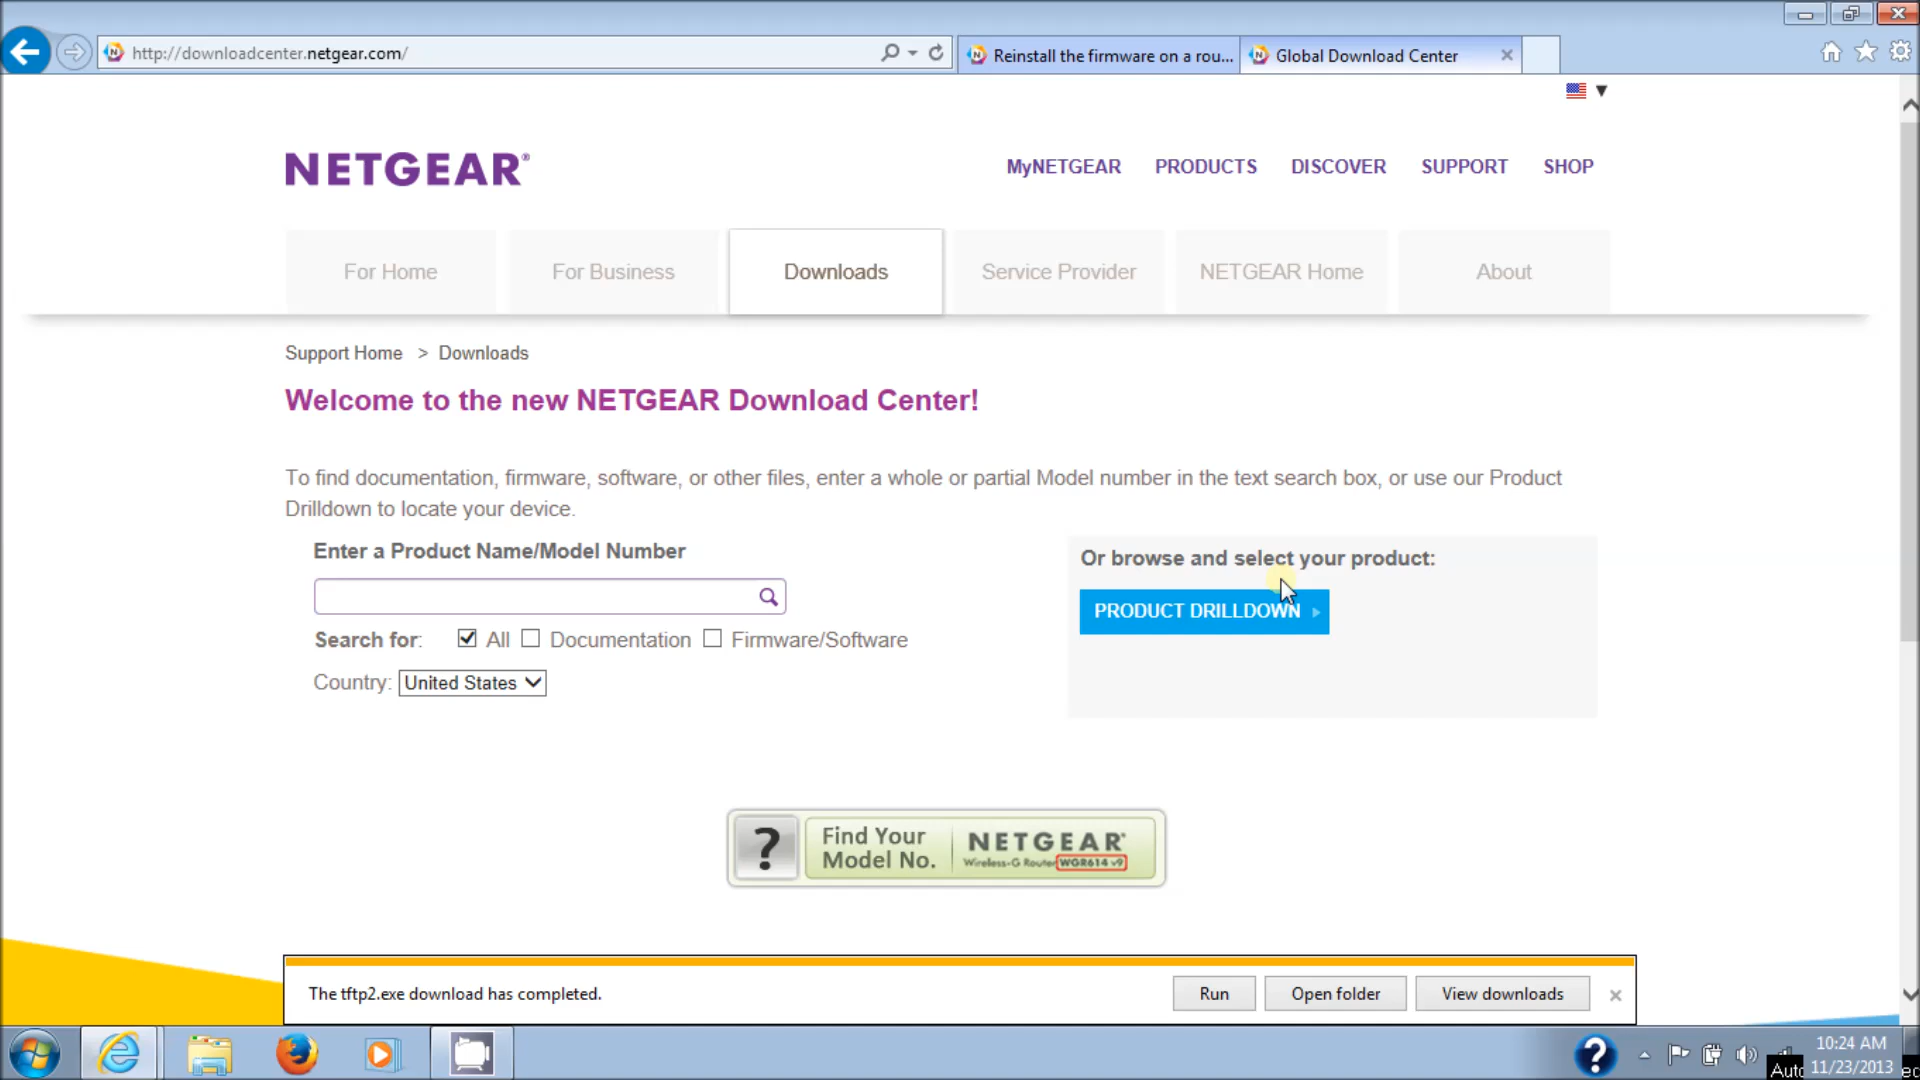 http://downloadcenter.netgear.com/
Reinstall the firmware on a rou...
Global Download Center
NETGEAR®
MyNETGEAR PRODUCTS DISCOVER SUPPORT SHOP
For Home For Business Downloads Service Provider NETGEAR Home About
Support Home > Downloads
Welcome to the new NETGEAR Download Center!
To find documentation, firmware, software, or other files, enter a whole or partial Model number in the text search box, or use our Product
Drilldown to locate your device.
Enter a Product Name/Model Number
Search for: All Documentation Firmware/Software
Country: United States
Or browse and select your product:
PRODUCT DRILLDOWN
? Find Your
Model No.
NETGEAR®
Wireless-G Router WGR614 v9
The tftp2.exe download has completed.
Run Open folder View downloads
10:24 AM
11/23/2013